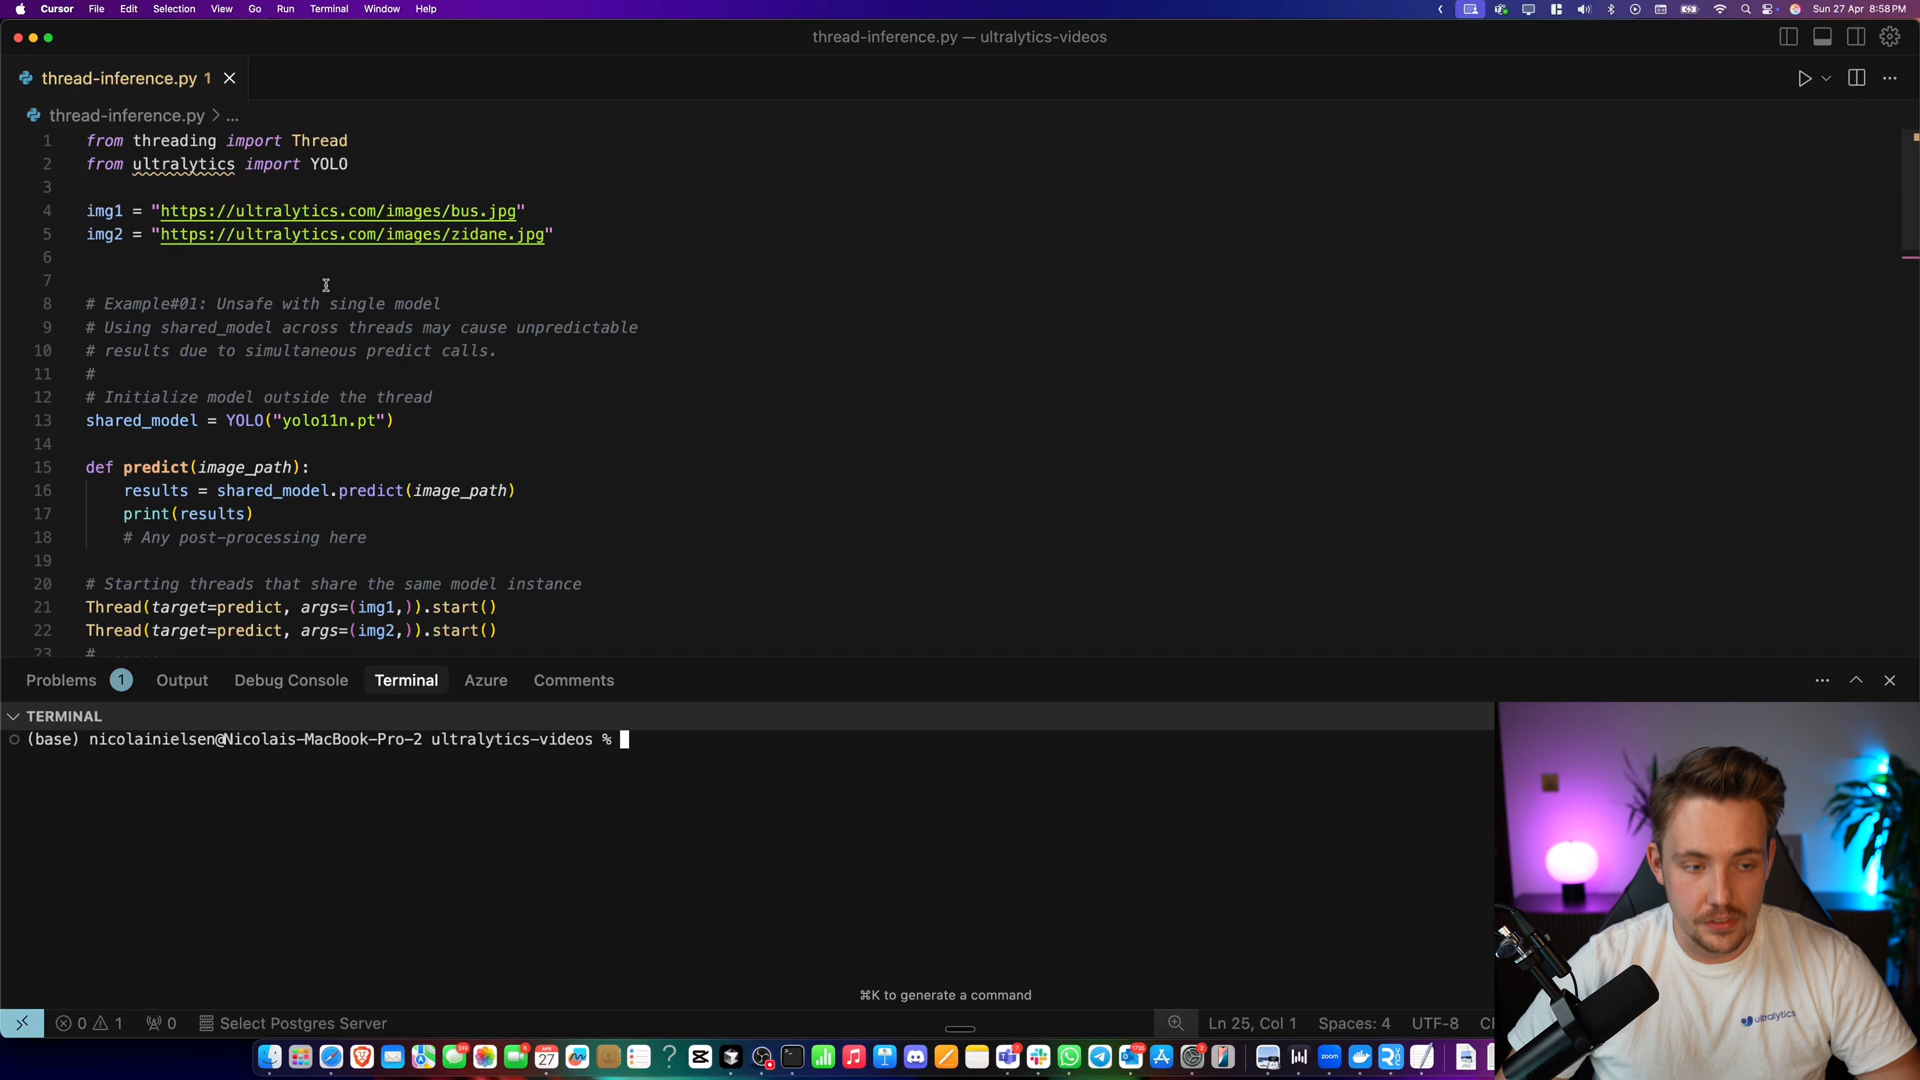 Cursor File Edit Selection View Go Run Terminal Window Help
Sun 27 Apr 8:58 PM
thread-inference.py — ultralytics-videos
thread-inference.py 1
thread-inference.py > ...
1 from threading import Thread
2 from ultralytics import YOLO
3
4 img1 = "https://ultralytics.com/images/bus.jpg"
5 img2 = "https://ultralytics.com/images/zidane.jpg"
6
7
8 # Example#01: Unsafe with single model
9 # Using shared_model across threads may cause unpredictable
10 # results due to simultaneous predict calls.
11 #
12 # Initialize model outside the thread
13 shared_model = YOLO("yolo11n.pt")
14
15 def predict(image_path):
16 results = shared_model.predict(image_path)
17 print(results)
18 # Any post-processing here
19
20 # Starting threads that share the same model instance
21 Thread(target=predict, args=(img1,)).start()
22 Thread(target=predict, args=(img2,)).start()
23 #
Problems 1 Output Debug Console Terminal Azure Comments
TERMINAL
(base) nicolainielsen@Nicolais-MacBook-Pro-2 ultralytics-videos %
⌘K to generate a command
0 1 0 Select Postgres Server
Ln 25, Col 1 Spaces: 4 UTF-8
ultralytics